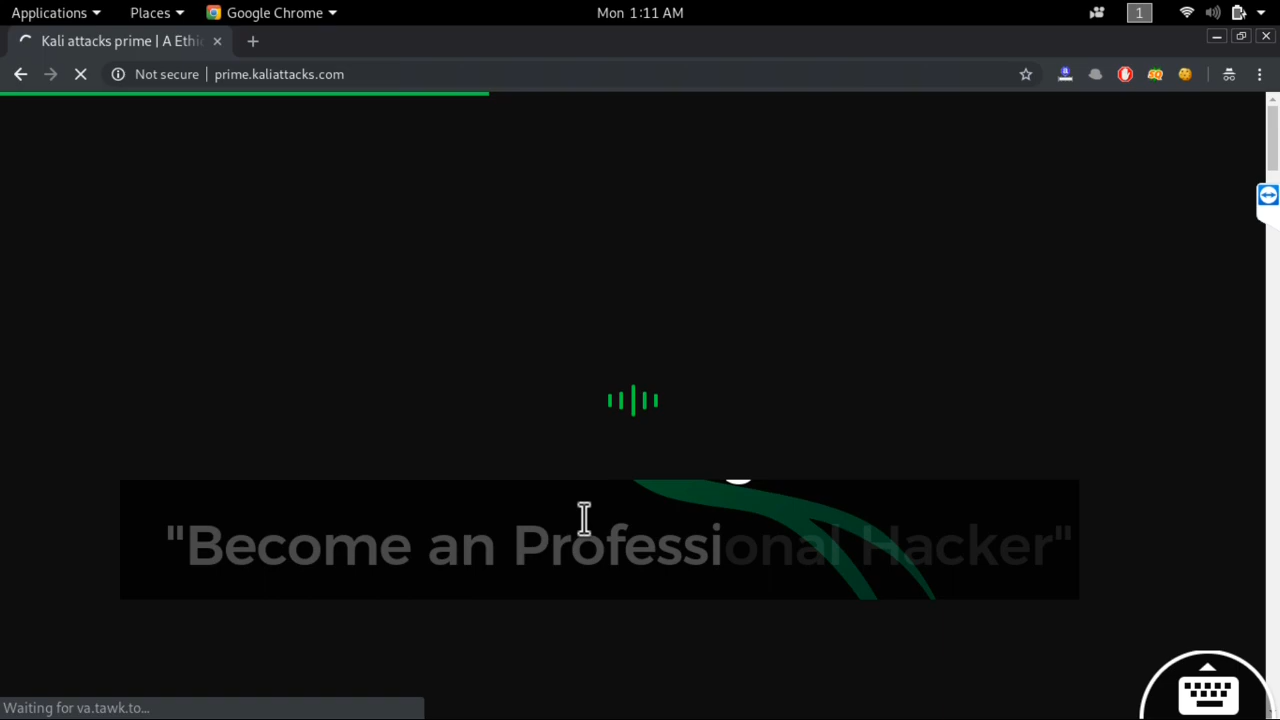 Applications Places Google Chrome Mon 1:11 AM 1
Kali attacks prime | A Ethic
Not secure prime.kaliattacks.com
"Become an Professional Hacker"
Waiting for va.tawk.to...